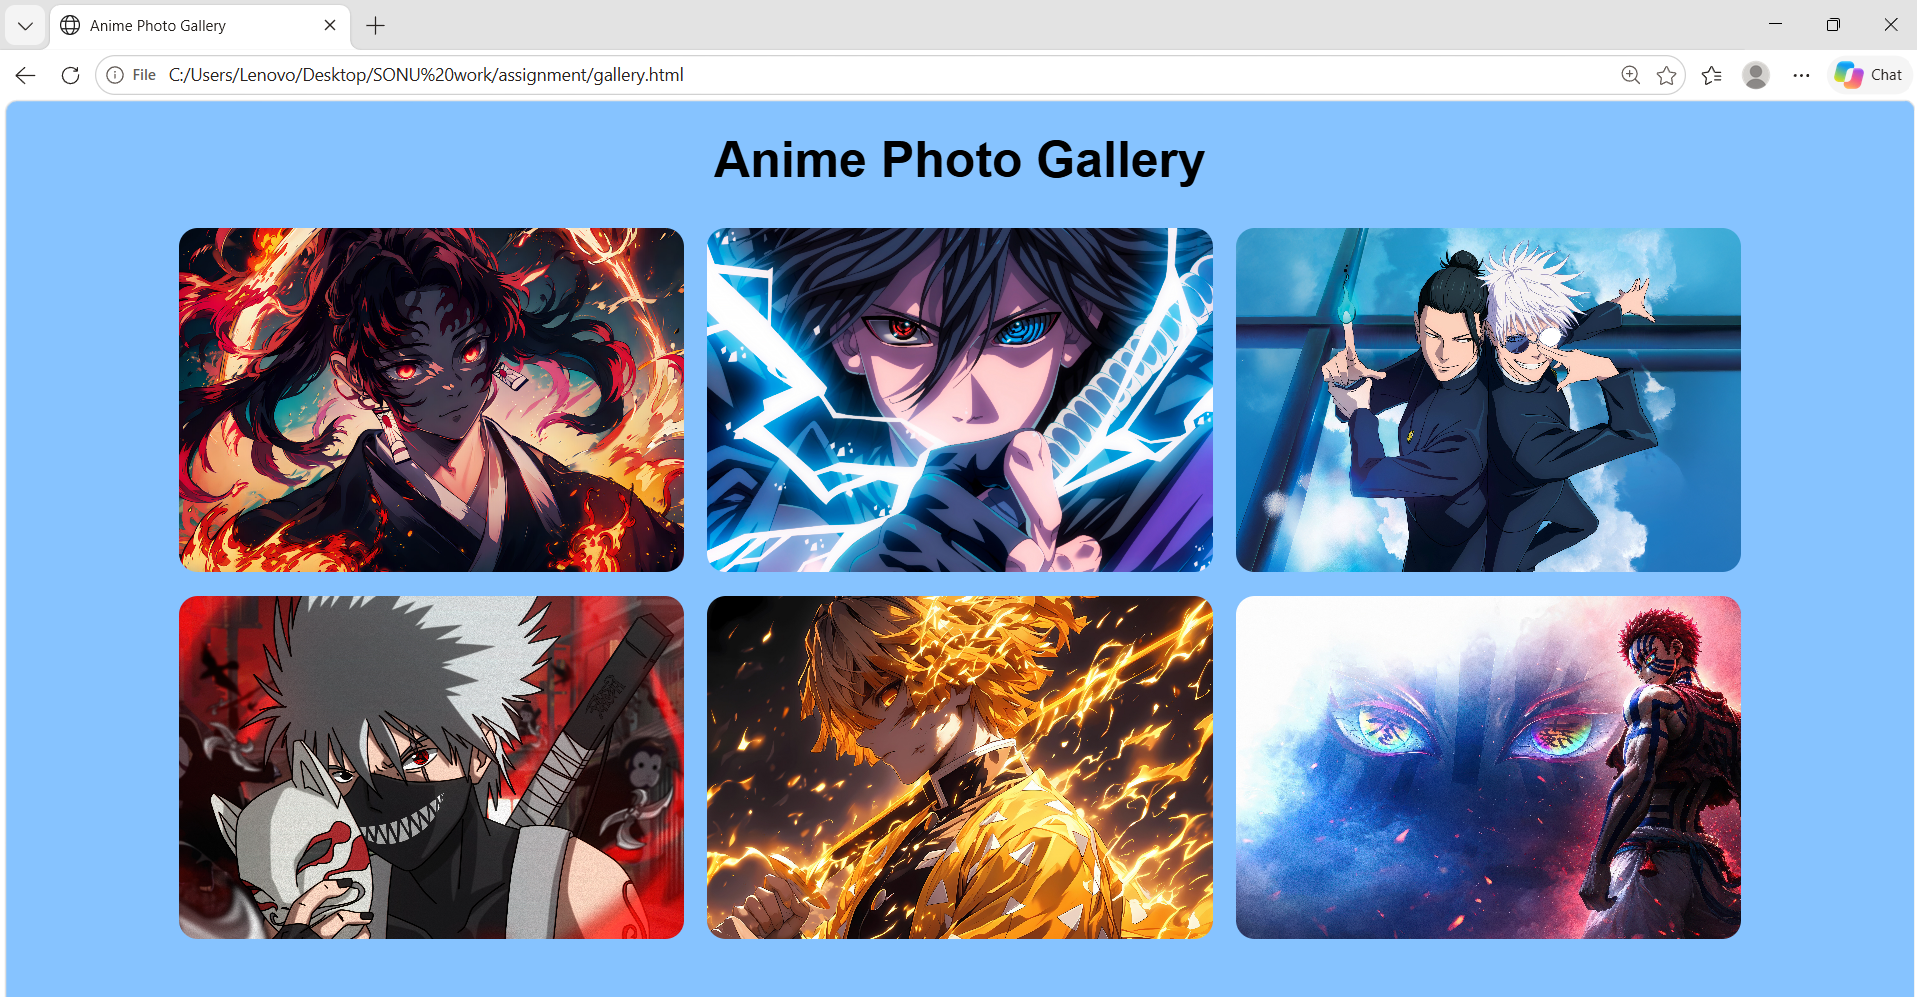 Anime Photo Gallery
File C:/Users/Lenovo/Desktop/SONU%20work/assignment/gallery.html
Chat
Anime Photo Gallery